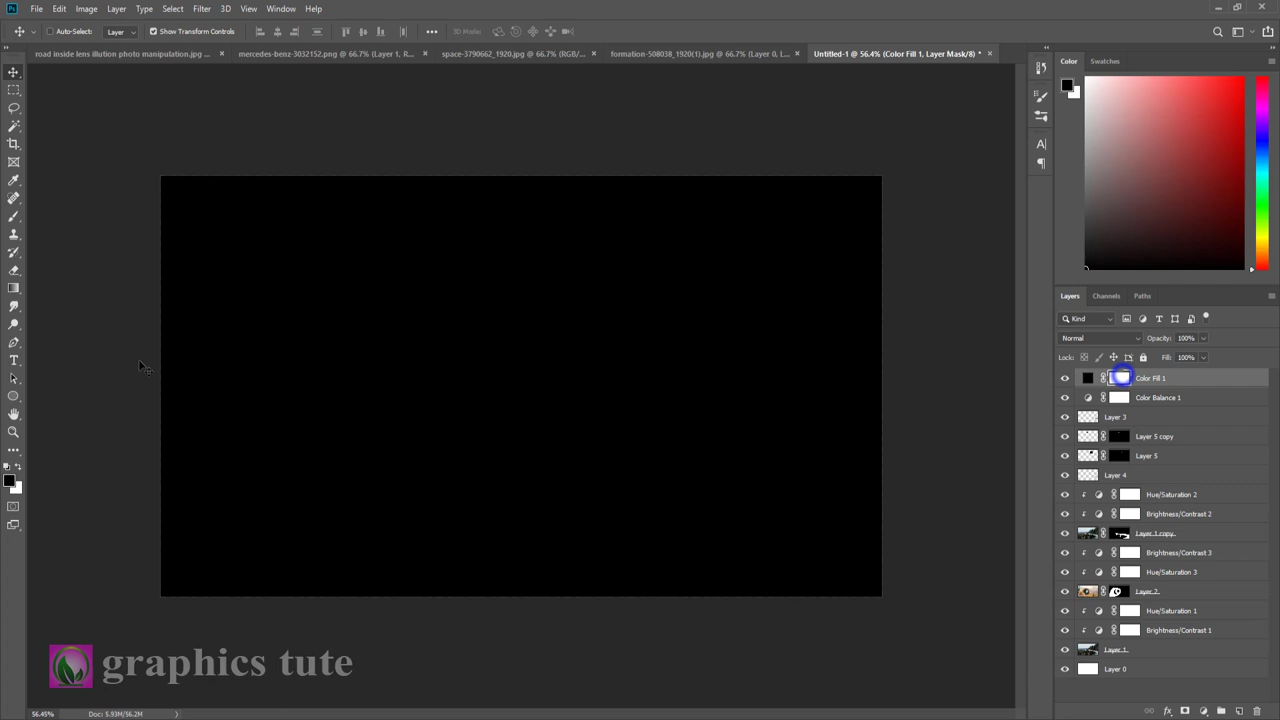 Ps File Edit Image Layer Type Select Filter 3D View Window Help
Auto-Select: Layer Show Transform Controls 3D Mode:
road inside lens illution photo manipulation.jpg ... × mercedes-benz-3032152.png @ 66.7% (Layer 1, R... × space-3790662_1920.jpg @ 66.7% (RGB/... × formation-508038_1920(1).jpg @ 66.7% (Layer 0, L... × Untitled-1 @ 56.4% (Color Fill 1, Layer Mask/8) * ×
Color Swatches
Layers Channels Paths
Kind
Normal Opacity: 100%
Lock: Fill: 100%
Color Fill 1
Color Balance 1
Layer 3
Layer 5 copy
Layer 5
Layer 4
Hue/Saturation 2
Brightness/Contrast 2
Layer 1 copy
Brightness/Contrast 3
Hue/Saturation 3
Layer 2
Hue/Saturation 1
Brightness/Contrast 1
Layer 1
Layer 0
graphics tute
56.45% Doc: 5.93M/56.2M
fx